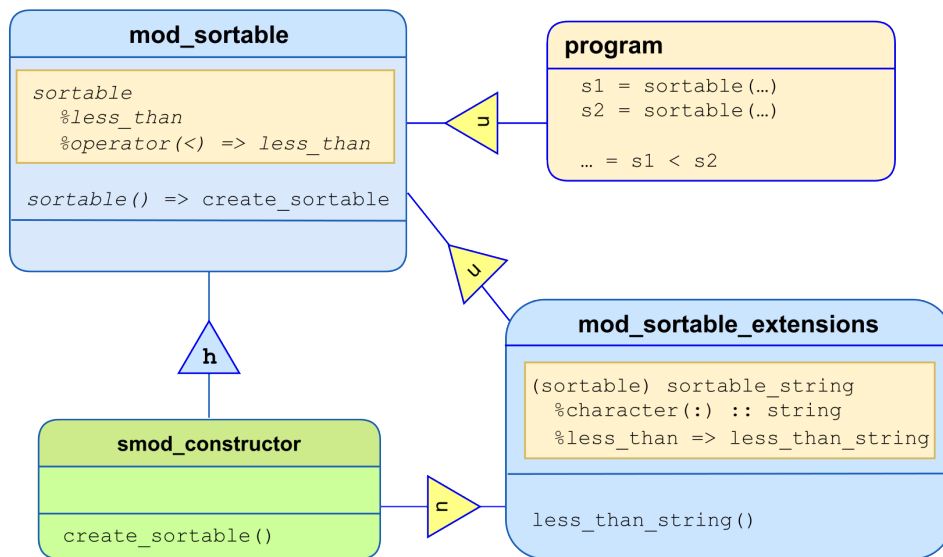 mod_sortable
sortable
%less_than
%operator(<) => less_than
sortable() => create_sortable
program
s1 = sortable(…)
s2 = sortable(…)
… = s1 < s2
u
u
h
mod_sortable_extensions
(sortable) sortable_string
%character(:) :: string
%less_than => less_than_string
less_than_string()
smod_constructor
create_sortable()
u